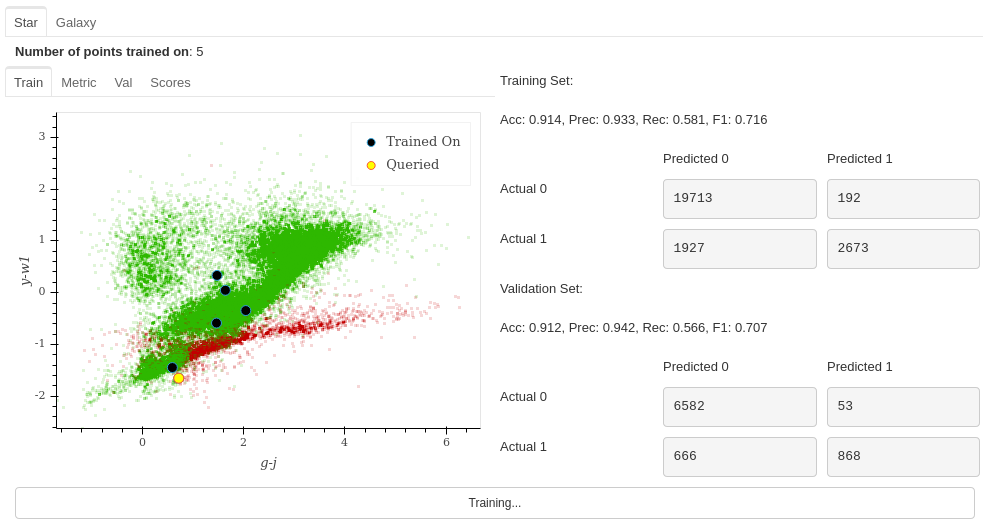 Star Galaxy
Number of points trained on: 5
Train Metric Val Scores
Trained On
Queried
3
2
1
0
-1
-2
y-w1
0 2 4 6
g-j
Training Set:
Acc: 0.914, Prec: 0.933, Rec: 0.581, F1: 0.716
Predicted 0 Predicted 1
Actual 0 19713 192
Actual 1 1927 2673
Validation Set:
Acc: 0.912, Prec: 0.942, Rec: 0.566, F1: 0.707
Predicted 0 Predicted 1
Actual 0 6582 53
Actual 1 666 868
Training...